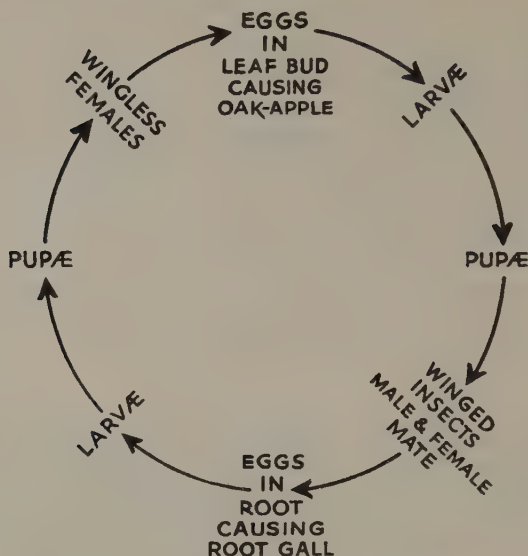 EGGS
IN
LEAF BUD
CAUSING
OAK-APPLE
LARVÆ
PUPÆ
WINGED
INSECTS
MALE & FEMALE
MATE
EGGS
IN
ROOT
CAUSING
ROOT GALL
LARVÆ
PUPÆ
WINGLESS
FEMALES